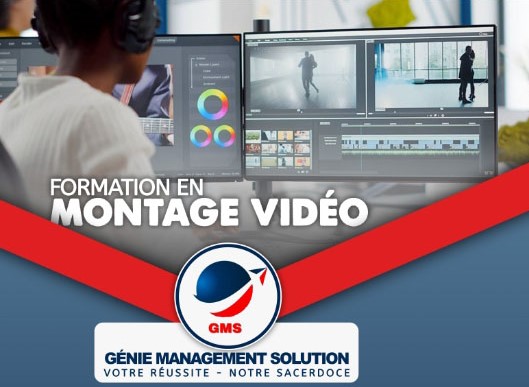 FORMATION EN
MONTAGE VIDÉO
GMS
GÉNIE MANAGEMENT SOLUTION
VOTRE RÉUSSITE - NOTRE SACERDOCE